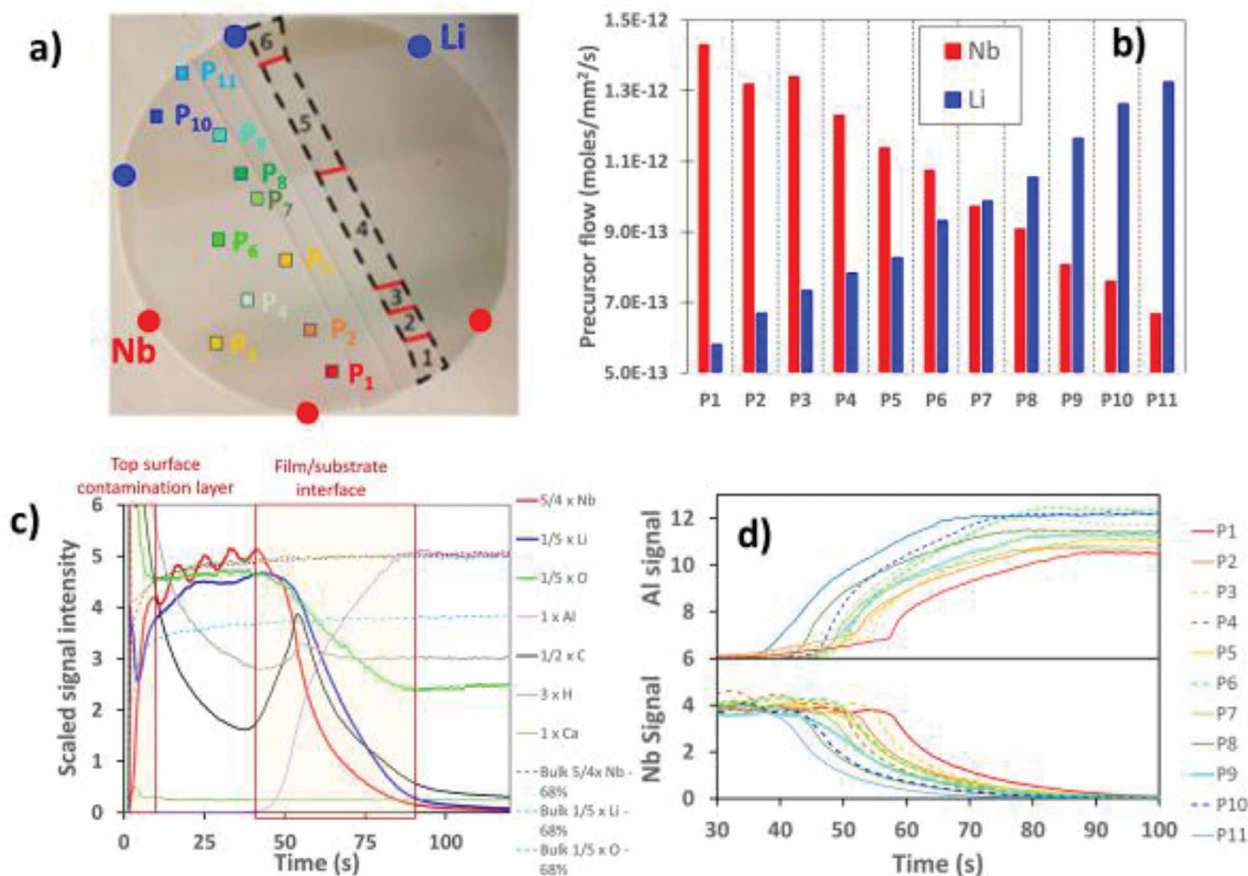 a)
Li
6
P11
5
P10
P9
P8
P7
4
P6
P5
3
P4
2
Nb
P2
P3
1
P1
b)
Precursor flow (moles/mm²/s)
1.5E-12
1.3E-12
1.1E-12
9.0E-13
7.0E-13
5.0E-13
Nb
Li
P1 P2 P3 P4 P5 P6 P7 P8 P9 P10 P11
c)
Top surface
contamination layer
Film/substrate
interface
Scaled signal intensity
6
5
4
3
2
1
0
0 25 50 75 100
Time (s)
5/4 x Nb
1/5 x Li
1/5 x O
1 x Al
1/2 x C
3 x H
1 x Ca
Bulk 5/4x Nb -
68%
Bulk 1/5 x Li -
68%
Bulk 1/5 x O -
68%
d)
Al signal
12
10
8
6
Nb Signal
4
2
0
30 40 50 60 70 80 90 100
Time (s)
P1
P2
P3
P4
P5
P6
P7
P8
P9
P10
P11